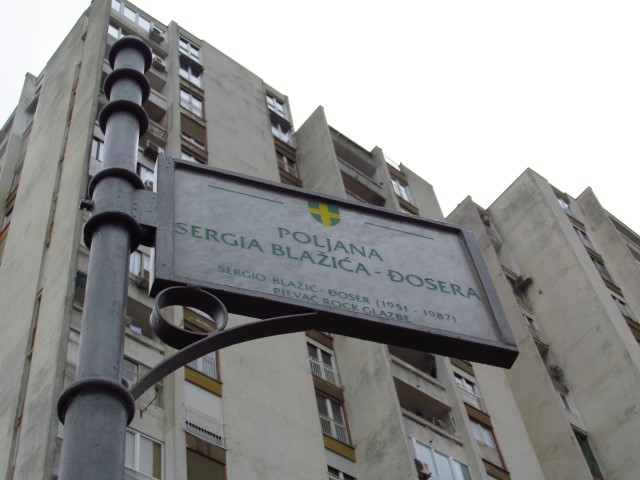 POLJANA
SERGIA BLAŽIĆA - ĐOSERA
SERGIO BLAŽIĆ - ĐOSER (1951 - 1987)
PJEVAČ ROCK GLAZBE